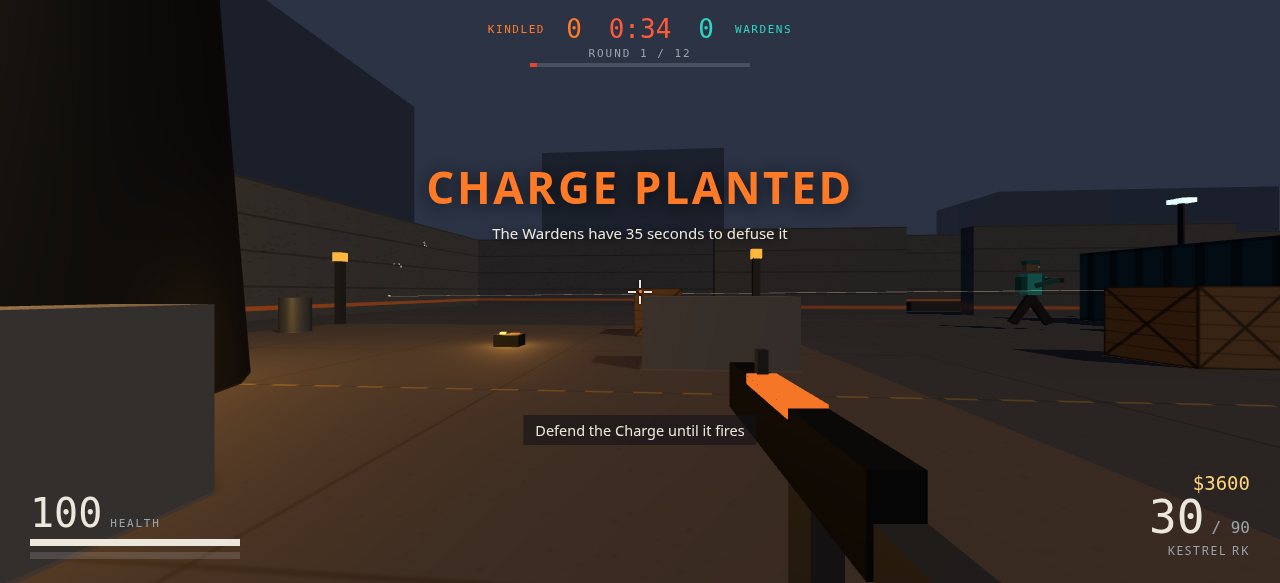 KINDLED 0 0:34 0 WARDENS
ROUND 1 / 12
CHARGE PLANTED
The Wardens have 35 seconds to defuse it
Defend the Charge until it fires
100 HEALTH
$3600
30 / 90
KESTREL RK